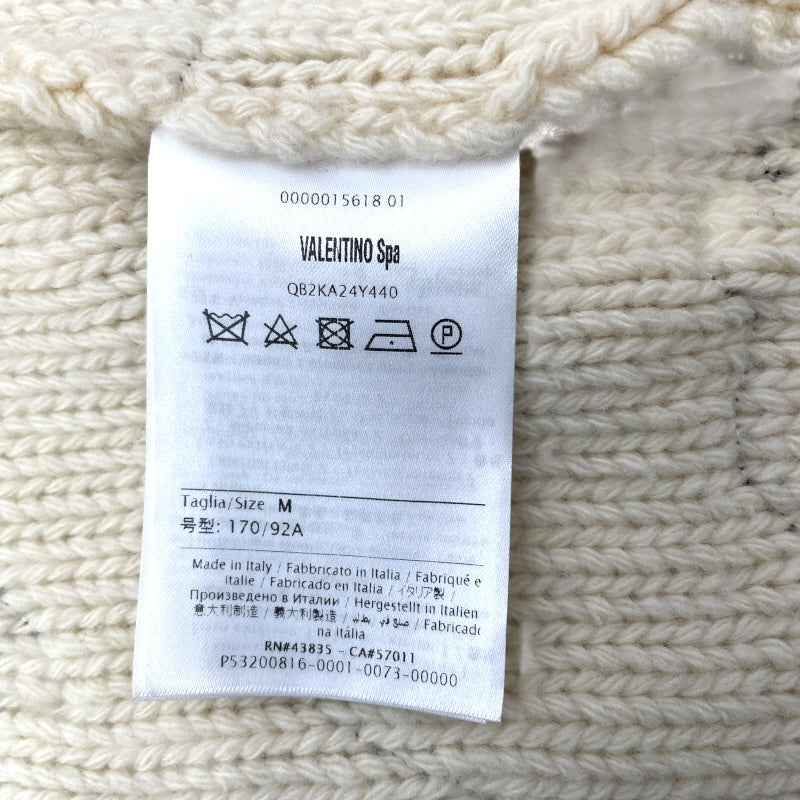 0000015618 01
VALENTINO Spa
QB2KA24Y440
P
Taglia/Size M
号型: 170/92A
Made in Italy / Fabbricato in Italia / Fabriqué e
Italie / Fabricado en Italia / イタリア製 /
Произведено в Италии / Hergestellt in Italien
意大利制造 / 義大利製造 / صنع في / Fabricado
na Itália
RN#43835 - CA#57011
P53200816-0001-0073-00000